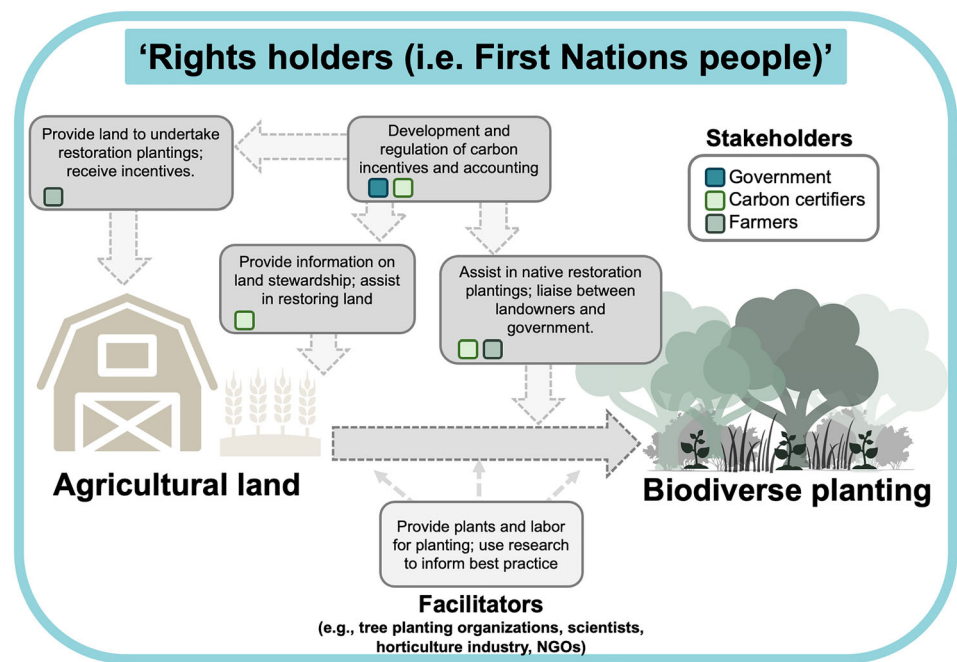 ‘Rights holders (i.e. First Nations people)’
Provide land to undertake
restoration plantings;
receive incentives.
Development and
regulation of carbon
incentives and accounting
Stakeholders
Government
Carbon certifiers
Farmers
Provide information on
land stewardship; assist
in restoring land
Assist in native restoration
plantings; liaise between
landowners and
government.
Agricultural land
Biodiverse planting
Provide plants and labor
for planting; use research
to inform best practice
Facilitators
(e.g., tree planting organizations, scientists,
horticulture industry, NGOs)